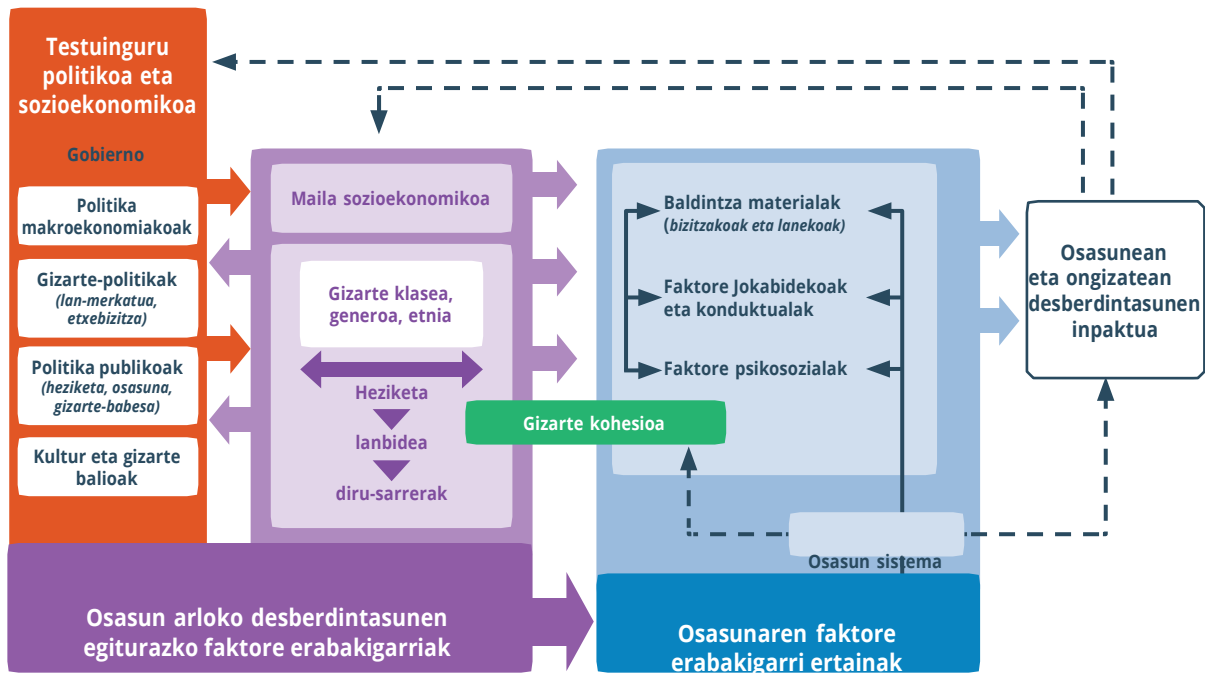 Testuinguru
politikoa eta
sozioekonomikoa
Gobierno
Politika
makroekonomiakoak
Gizarte-politikak
(lan-merkatua,
etxebizitza)
Politika publikoak
(heziketa, osasuna,
gizarte-babesa)
Kultur eta gizarte
balioak
Maila sozioekonomikoa
Gizarte klasea,
generoa, etnia
Heziketa
lanbidea
diru-sarrerak
Gizarte kohesioa
Baldintza materialak
(bizitzakoak eta lanekoak)
Faktore Jokabidekoak
eta konduktualak
Faktore psikosozialak
Osasun sistema
Osasunean
eta ongizatean
desberdintasunen
inpaktua
Osasun arloko desberdintasunen
egiturazko faktore erabakigarriak
Osasunaren faktore
erabakigarri ertainak